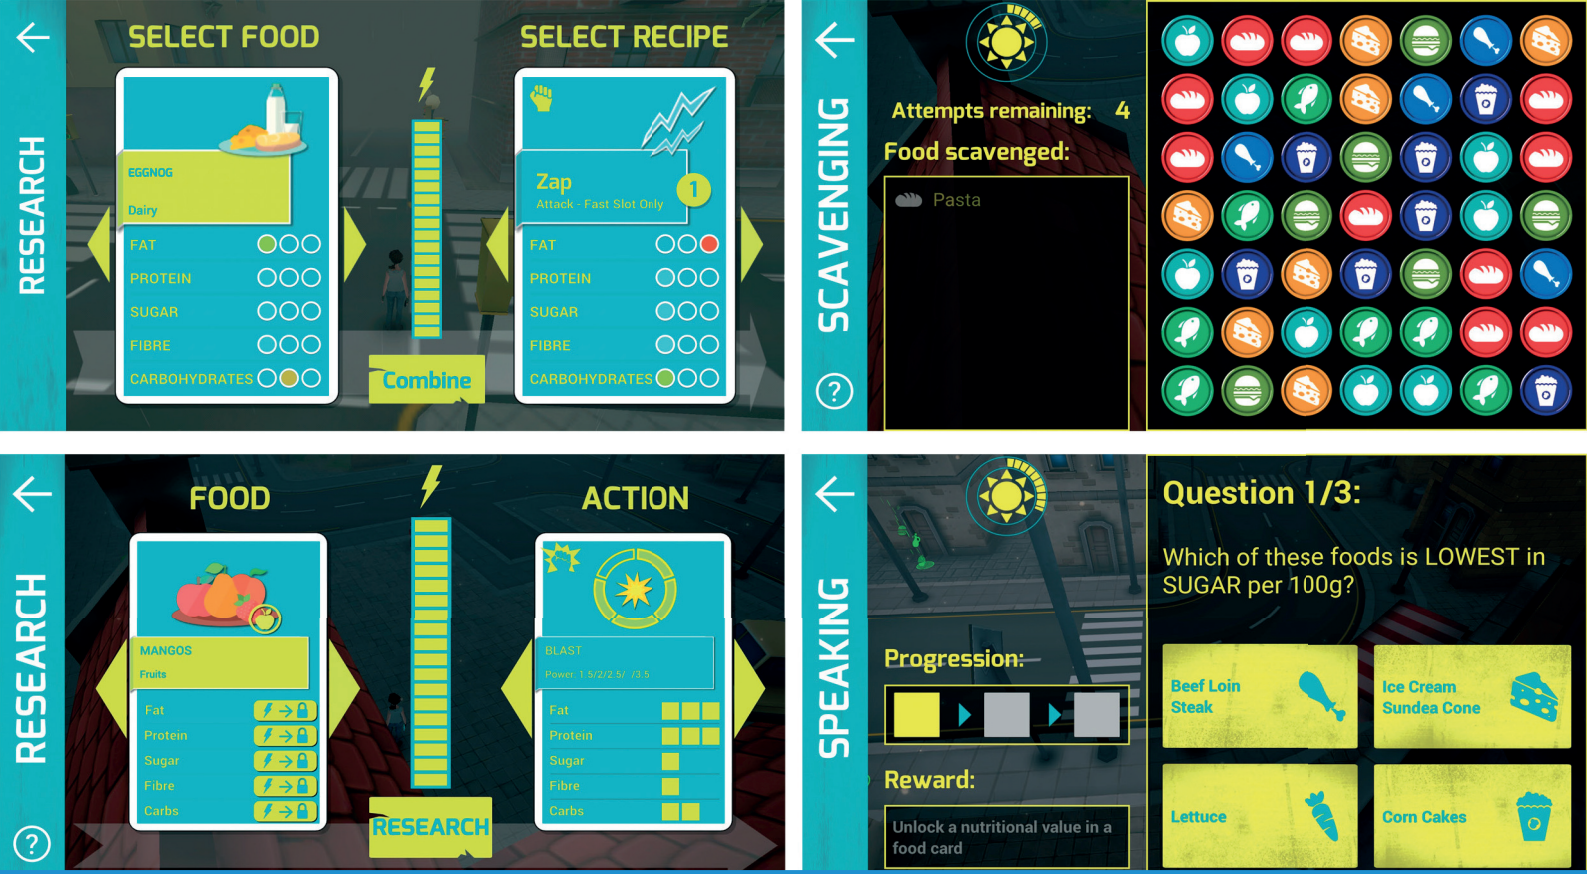 RESEARCH
SELECT FOOD
EGGNOG
Dairy
FAT
PROTEIN
SUGAR
FIBRE
CARBOHYDRATES
Combine
SELECT RECIPE
Zap
Attack - Fast Slot Only
1
FAT
PROTEIN
SUGAR
FIBRE
CARBOHYDRATES
SCAVENGING
?
Attempts remaining: 4
Food scavenged:
Pasta
RESEARCH
?
FOOD
MANGOS
Fruits
Fat
Protein
Sugar
Fibre
Carbs
RESEARCH
ACTION
BLAST
Power: 1.5/2/2.5/ /3.5
Fat
Protein
Sugar
Fibre
Carbs
SPEAKING
Progression:
Reward:
Unlock a nutritional value in a
food card
Question 1/3:
Which of these foods is LOWEST in
SUGAR per 100g?
Beef Loin
Steak
Ice Cream
Sundea Cone
Lettuce
Corn Cakes